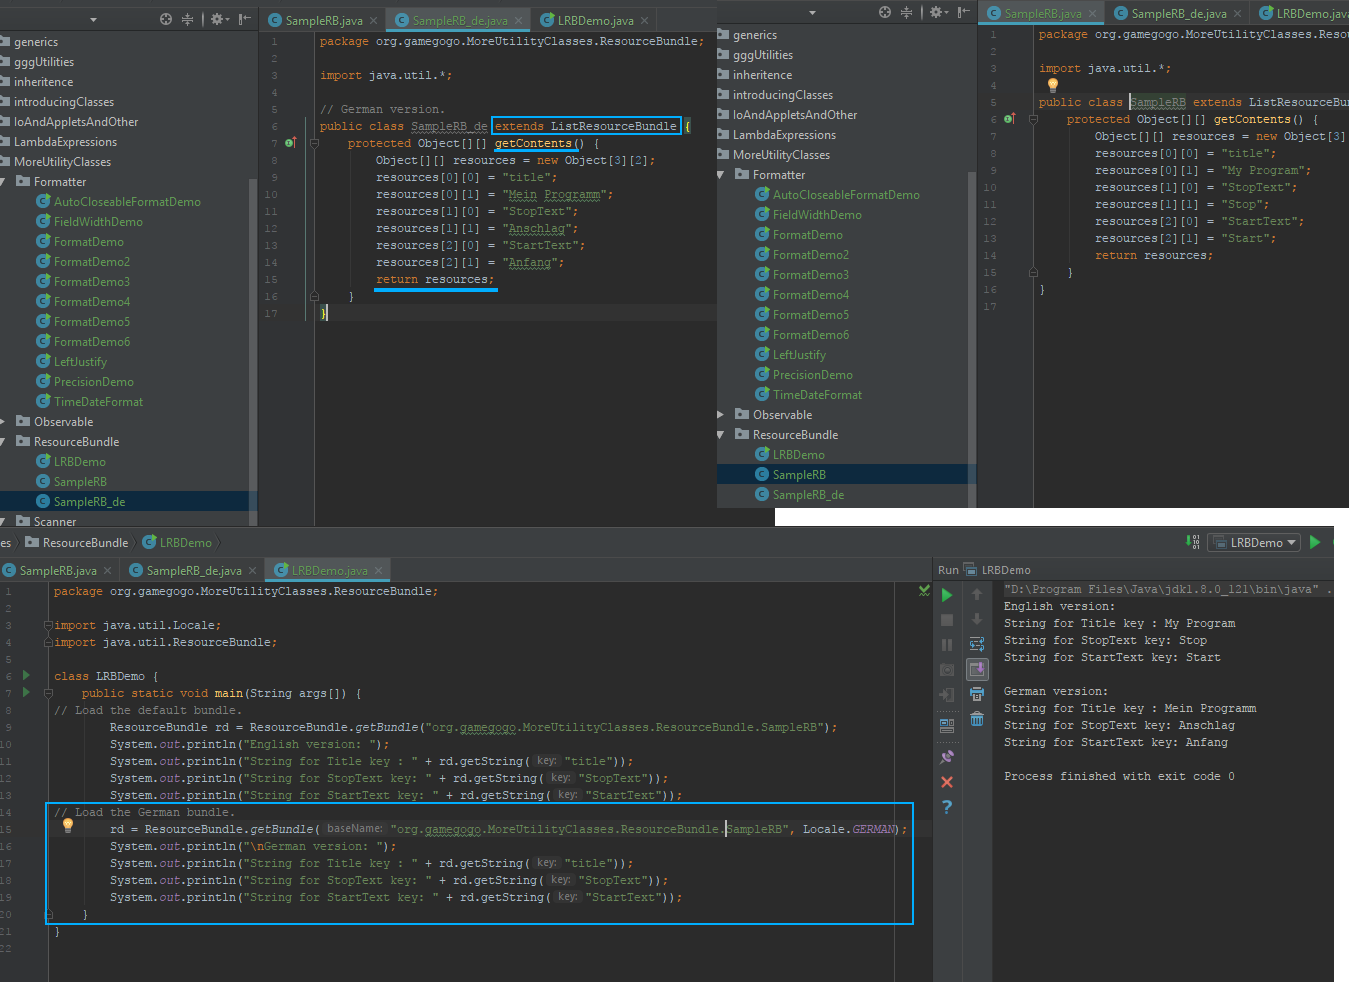 SampleRB.java
SampleRB_de.java
LRBDemo.java
generics
gggUtilities
inheritence
introducingClasses
IoAndAppletsAndOther
LambdaExpressions
MoreUtilityClasses
Formatter
AutoCloseableFormatDemo
FieldWidthDemo
FormatDemo
FormatDemo2
FormatDemo3
FormatDemo4
FormatDemo5
FormatDemo6
LeftJustify
PrecisionDemo
TimeDateFormat
Observable
ResourceBundle
LRBDemo
SampleRB
SampleRB_de
Scanner
1 package org.gamegogo.MoreUtilityClasses.ResourceBundle;
2
3 import java.util.*;
4
5 // German version.
6 public class SampleRB_de extends ListResourceBundle {
7 protected Object[][] getContents() {
8 Object[][] resources = new Object[3][2];
9 resources[0][0] = "title";
10 resources[0][1] = "Mein Programm";
11 resources[1][0] = "StopText";
12 resources[1][1] = "Anschlag";
13 resources[2][0] = "StartText";
14 resources[2][1] = "Anfang";
15 return resources;
16 }
17 }
SampleRB.java
SampleRB_de.java
LRBDemo.java
generics
gggUtilities
inheritence
introducingClasses
IoAndAppletsAndOther
LambdaExpressions
MoreUtilityClasses
Formatter
AutoCloseableFormatDemo
FieldWidthDemo
FormatDemo
FormatDemo2
FormatDemo3
FormatDemo4
FormatDemo5
FormatDemo6
LeftJustify
PrecisionDemo
TimeDateFormat
Observable
ResourceBundle
LRBDemo
SampleRB
SampleRB_de
1 package org.gamegogo.MoreUtilityClasses.Resou
2
3 import java.util.*;
4
5 public class SampleRB extends ListResourceBun
6 protected Object[][] getContents() {
7 Object[][] resources = new Object[3]
8 resources[0][0] = "title";
9 resources[0][1] = "My Program";
10 resources[1][0] = "StopText";
11 resources[1][1] = "Stop";
12 resources[2][0] = "StartText";
13 resources[2][1] = "Start";
14 return resources;
15 }
16 }
17
es ResourceBundle LRBDemo
LRBDemo
SampleRB.java
SampleRB_de.java
LRBDemo.java
1 package org.gamegogo.MoreUtilityClasses.ResourceBundle;
2
3 import java.util.Locale;
4 import java.util.ResourceBundle;
5
6 class LRBDemo {
7 public static void main(String args[]) {
8 // Load the default bundle.
9 ResourceBundle rd = ResourceBundle.getBundle("org.gamegogo.MoreUtilityClasses.ResourceBundle.SampleRB");
10 System.out.println("English version: ");
11 System.out.println("String for Title key : " + rd.getString( key: "title"));
12 System.out.println("String for StopText key: " + rd.getString( key: "StopText"));
13 System.out.println("String for StartText key: " + rd.getString( key: "StartText"));
14 // Load the German bundle.
15 rd = ResourceBundle.getBundle( baseName: "org.gamegogo.MoreUtilityClasses.ResourceBundle.SampleRB", Locale.GERMAN);
16 System.out.println("\nGerman version: ");
17 System.out.println("String for Title key : " + rd.getString( key: "title"));
18 System.out.println("String for StopText key: " + rd.getString( key: "StopText"));
19 System.out.println("String for StartText key: " + rd.getString( key: "StartText"));
20 }
21 }
22
Run LRBDemo
"D:\Program Files\Java\jdk1.8.0_121\bin\java" .
English version:
String for Title key : My Program
String for StopText key: Stop
String for StartText key: Start
German version:
String for Title key : Mein Programm
String for StopText key: Anschlag
String for StartText key: Anfang
Process finished with exit code 0